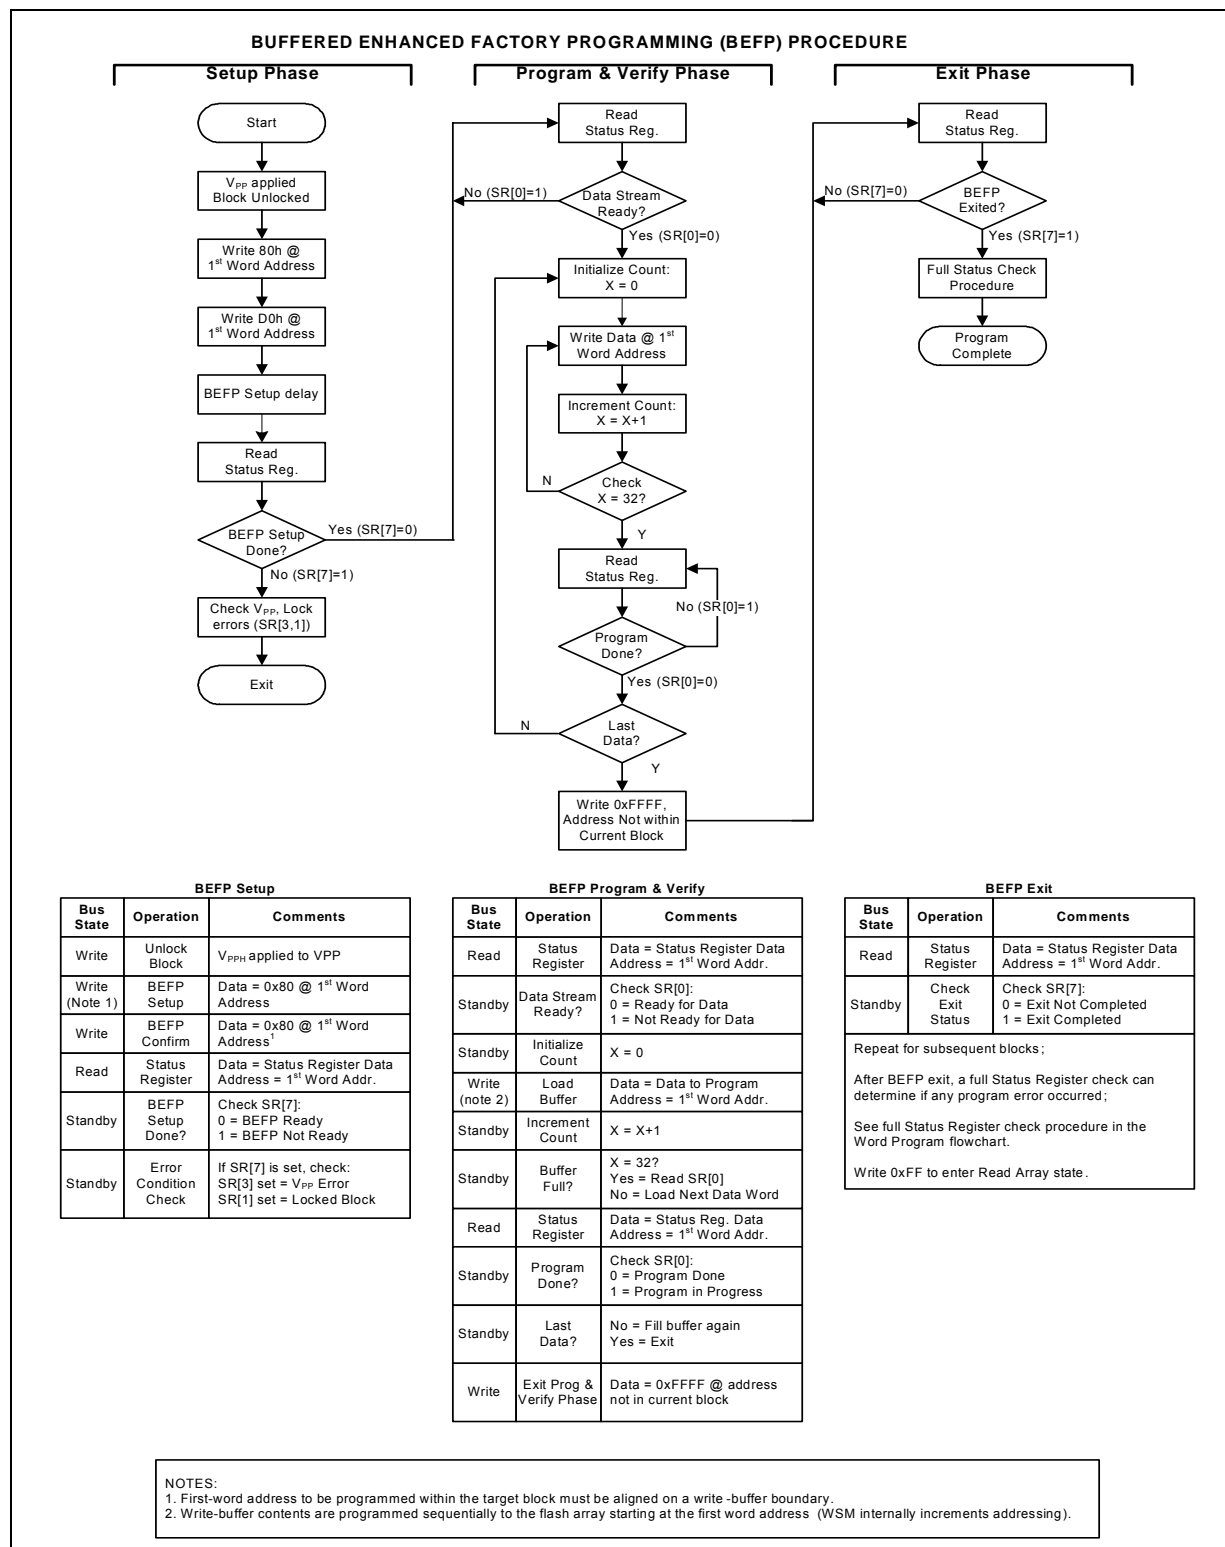 BUFFERED ENHANCED FACTORY PROGRAMMING (BEFP) PROCEDURE
Setup Phase
Start
VPP applied
Block Unlocked
Write 80h @
1st Word Address
Write D0h @
1st Word Address
BEFP Setup delay
Read
Status Reg.
BEFP Setup
Done?
Yes (SR[7]=0)
No (SR[7]=1)
Check VPP, Lock
errors (SR[3,1])
Exit
Program & Verify Phase
Read
Status Reg.
No (SR[0]=1)
Data Stream
Ready?
Yes (SR[0]=0)
Initialize Count:
X = 0
Write Data @ 1st
Word Address
Increment Count:
X = X+1
N
Check
X = 32?
Y
Read
Status Reg.
No (SR[0]=1)
Program
Done?
Yes (SR[0]=0)
N
Last
Data?
Y
Write 0xFFFF,
Address Not within
Current Block
Exit Phase
Read
Status Reg.
No (SR[7]=0)
BEFP
Exited?
Yes (SR[7]=1)
Full Status Check
Procedure
Program
Complete
BEFP Setup
Bus State Operation Comments
Write Unlock Block VPPH applied to VPP
Write (Note 1) BEFP Setup Data = 0x80 @ 1st Word Address
Write BEFP Confirm Data = 0x80 @ 1st Word Address1
Read Status Register Data = Status Register Data Address = 1st Word Addr.
Standby BEFP Setup Done? Check SR[7]: 0 = BEFP Ready 1 = BEFP Not Ready
Standby Error Condition Check If SR[7] is set, check: SR[3] set = VPP Error SR[1] set = Locked Block
BEFP Program & Verify
Bus State Operation Comments
Read Status Register Data = Status Register Data Address = 1st Word Addr.
Standby Data Stream Ready? Check SR[0]: 0 = Ready for Data 1 = Not Ready for Data
Standby Initialize Count X = 0
Write (note 2) Load Buffer Data = Data to Program Address = 1st Word Addr.
Standby Increment Count X = X+1
Standby Buffer Full? X = 32? Yes = Read SR[0] No = Load Next Data Word
Read Status Register Data = Status Reg. Data Address = 1st Word Addr.
Standby Program Done? Check SR[0]: 0 = Program Done 1 = Program in Progress
Standby Last Data? No = Fill buffer again Yes = Exit
Write Exit Prog & Verify Phase Data = 0xFFFF @ address not in current block
BEFP Exit
Bus State Operation Comments
Read Status Register Data = Status Register Data Address = 1st Word Addr.
Standby Check Exit Status Check SR[7]: 0 = Exit Not Completed 1 = Exit Completed
Repeat for subsequent blocks;
After BEFP exit, a full Status Register check can
determine if any program error occurred;
See full Status Register check procedure in the
Word Program flowchart.
Write 0xFF to enter Read Array state.
NOTES:
1. First-word address to be programmed within the target block must be aligned on a write -buffer boundary.
2. Write-buffer contents are programmed sequentially to the flash array starting at the first word address (WSM internally increments addressing).